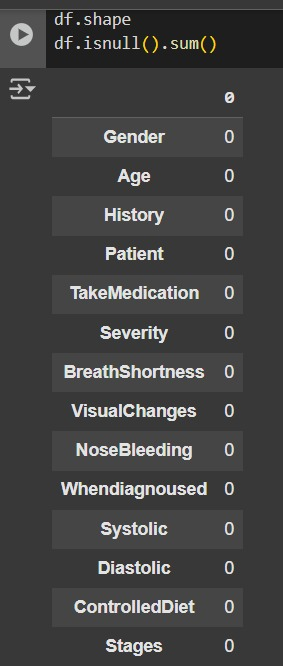 df.shape
df.isnull().sum()
0
Gender 0
Age 0
History 0
Patient 0
TakeMedication 0
Severity 0
BreathShortness 0
VisualChanges 0
NoseBleeding 0
Whendiagnoused 0
Systolic 0
Diastolic 0
ControlledDiet 0
Stages 0